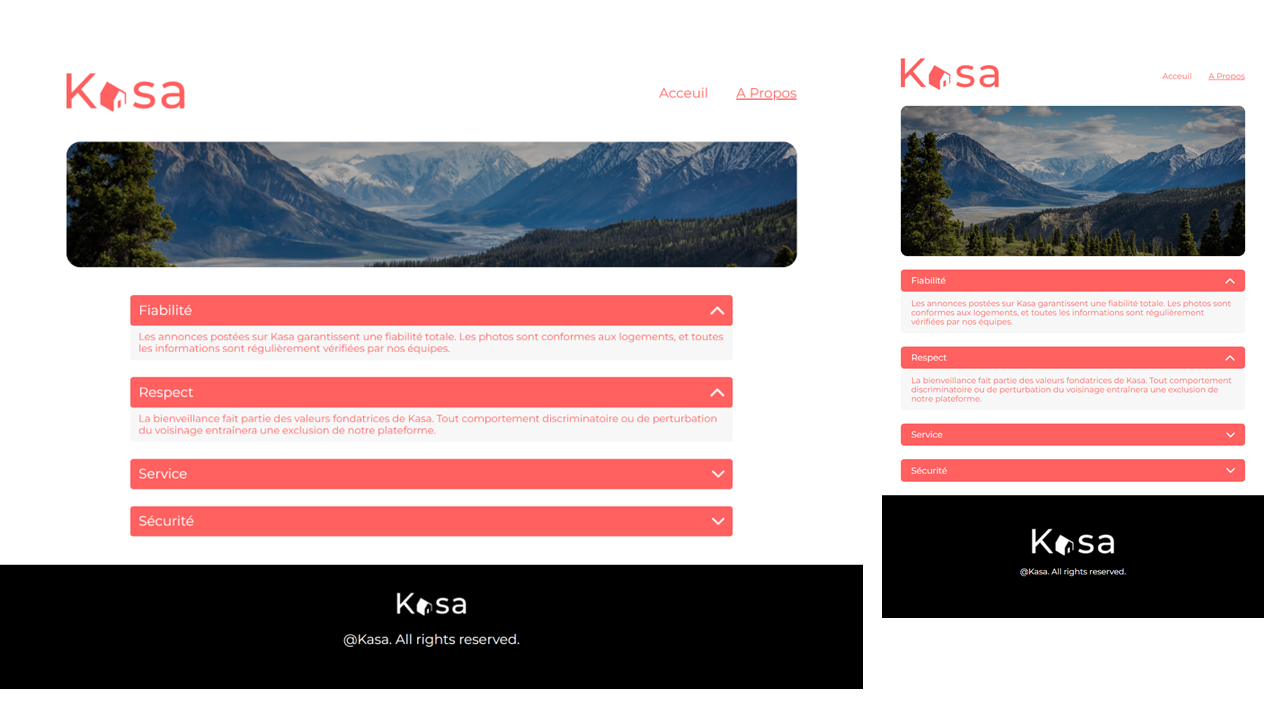 Kasa
Acceuil
A Propos
Fiabilité
Les annonces postées sur Kasa garantissent une fiabilité totale. Les photos sont conformes aux logements, et toutes
les informations sont régulièrement vérifiées par nos équipes.
Respect
La bienveillance fait partie des valeurs fondatrices de Kasa. Tout comportement discriminatoire ou de perturbation
du voisinage entraînera une exclusion de notre plateforme.
Service
Sécurité
Kasa
@Kasa. All rights reserved.
Kasa
Acceuil
A Propos
Fiabilité
Les annonces postées sur Kasa garantissent une fiabilité totale. Les photos sont
conformes aux logements, et toutes les informations sont régulièrement
vérifiées par nos équipes.
Respect
La bienveillance fait partie des valeurs fondatrices de Kasa. Tout comportement
discriminatoire ou de perturbation du voisinage entraînera une exclusion de
notre plateforme.
Service
Sécurité
Kasa
@Kasa. All rights reserved.